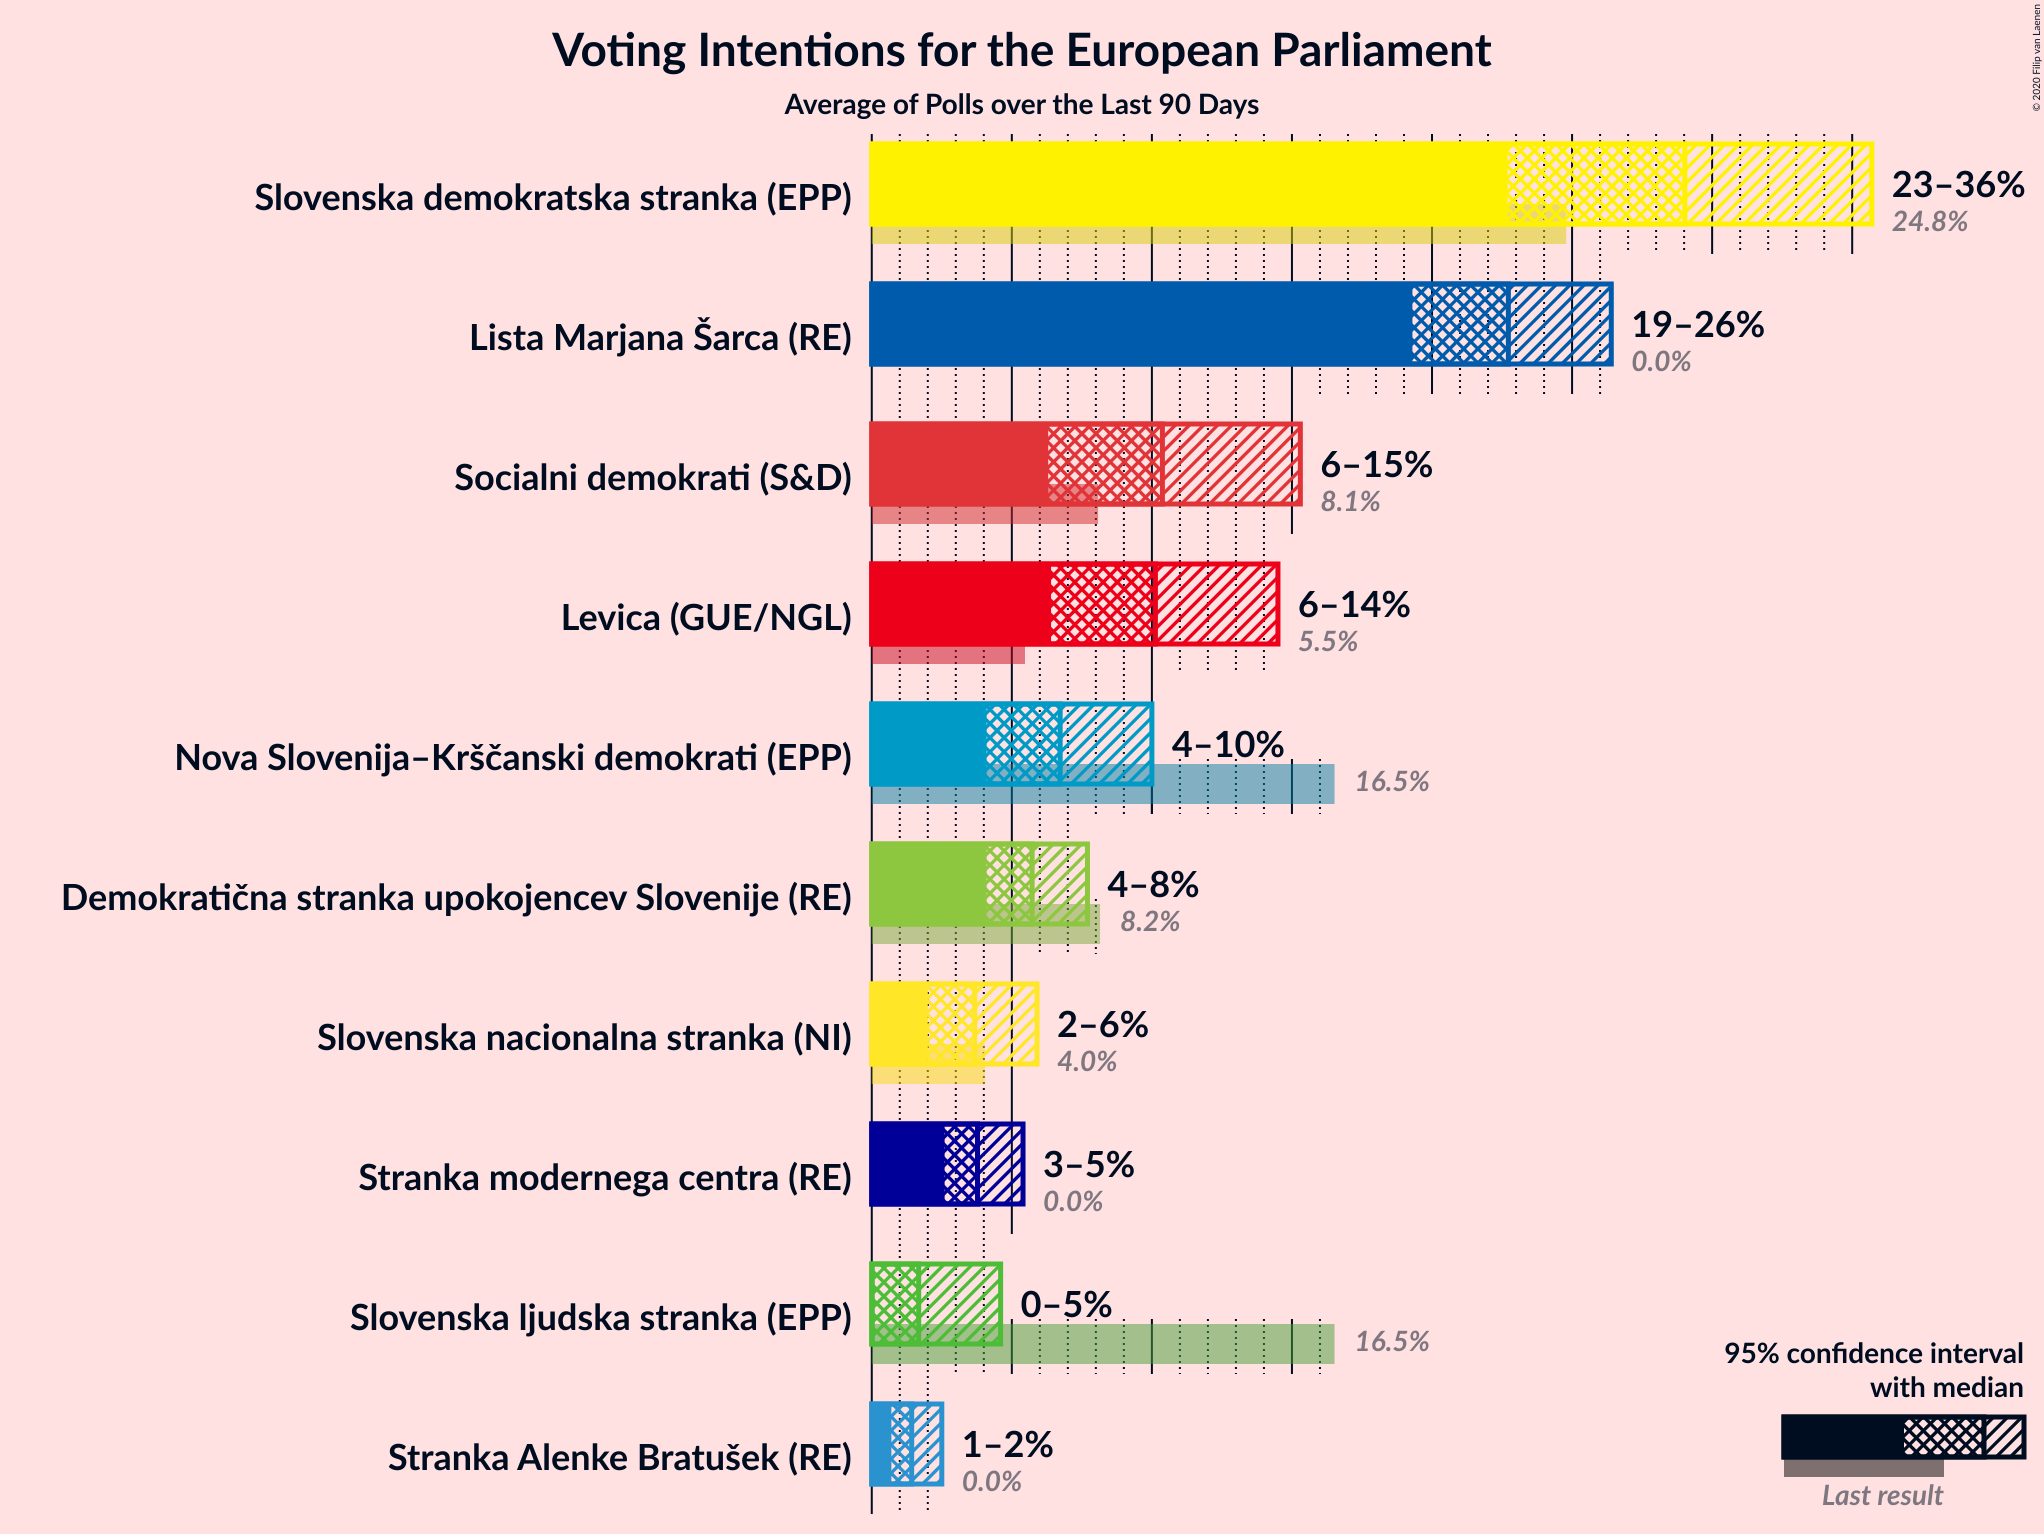 Voting Intentions for the European Parliament
Average of Polls over the Last 90 Days
© 2020 Filip van Laenen
Slovenska demokratska stranka (EPP)
23–36%
24.8%
Lista Marjana Šarca (RE)
19–26%
0.0%
Socialni demokrati (S&D)
6–15%
8.1%
Levica (GUE/NGL)
6–14%
5.5%
Nova Slovenija–Krščanski demokrati (EPP)
4–10%
16.5%
Demokratična stranka upokojencev Slovenije (RE)
4–8%
8.2%
Slovenska nacionalna stranka (NI)
2–6%
4.0%
Stranka modernega centra (RE)
3–5%
0.0%
Slovenska ljudska stranka (EPP)
0–5%
16.5%
Stranka Alenke Bratušek (RE)
1–2%
0.0%
95% confidence interval
with median
Last result